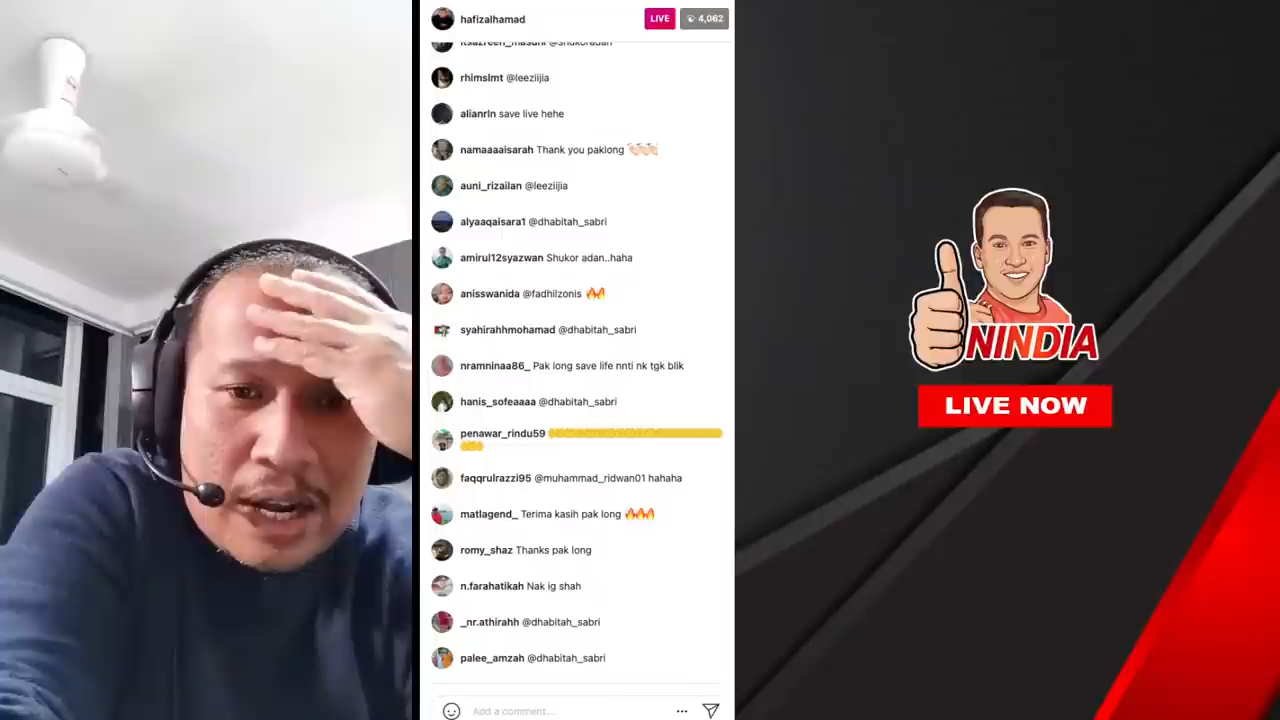 hafizalhamad
LIVE
4,062
itsazreen_masuni @shukoradan
rhimslmt @leeziijia
alianrln save live hehe
namaaaaisarah Thank you paklong
auni_rizailan @leeziijia
alyaaqaisara1 @dhabitah_sabri
amirul12syazwan Shukor adan..haha
anisswanida @fadhilzonis 🔥🔥
syahirahhmohamad @dhabitah_sabri
nramninaa86_ Pak long save life nnti nk tgk blik
hanis_sofeaaaa @dhabitah_sabri
penawar_rindu59
faqqrulrazzi95 @muhammad_ridwan01 hahaha
matlagend_ Terima kasih pak long 🔥🔥🔥
romy_shaz Thanks pak long
n.farahatikah Nak ig shah
_nr.athirahh @dhabitah_sabri
palee_amzah @dhabitah_sabri
Add a comment...
NINDIA
LIVE NOW